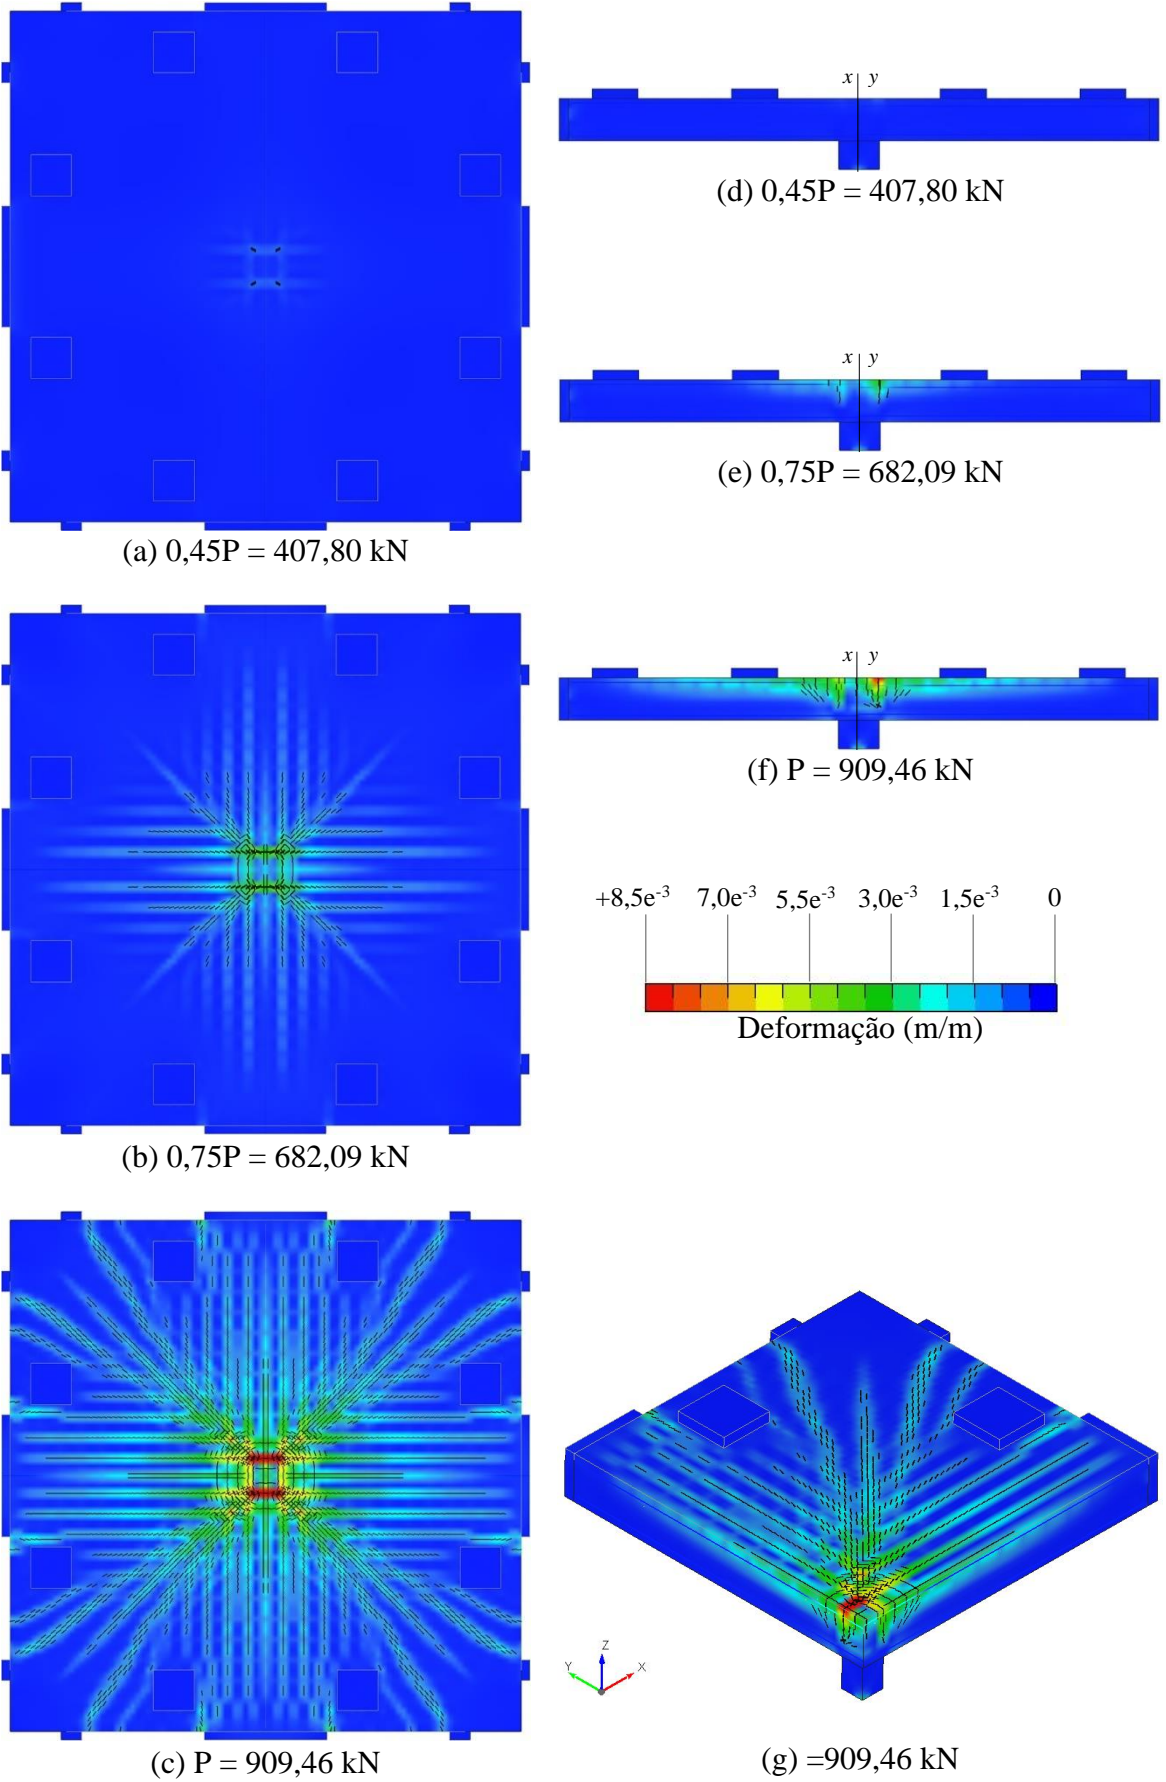 x y
(d) 0,45P = 407,80 kN
x y
(e) 0,75P = 682,09 kN
(a) 0,45P = 407,80 kN
x y
(f) P = 909,46 kN
+8,5e⁻³ 7,0e⁻³ 5,5e⁻³ 3,0e⁻³ 1,5e⁻³ 0
Deformação (m/m)
(b) 0,75P = 682,09 kN
Z
Y X
(c) P = 909,46 kN
(g) =909,46 kN